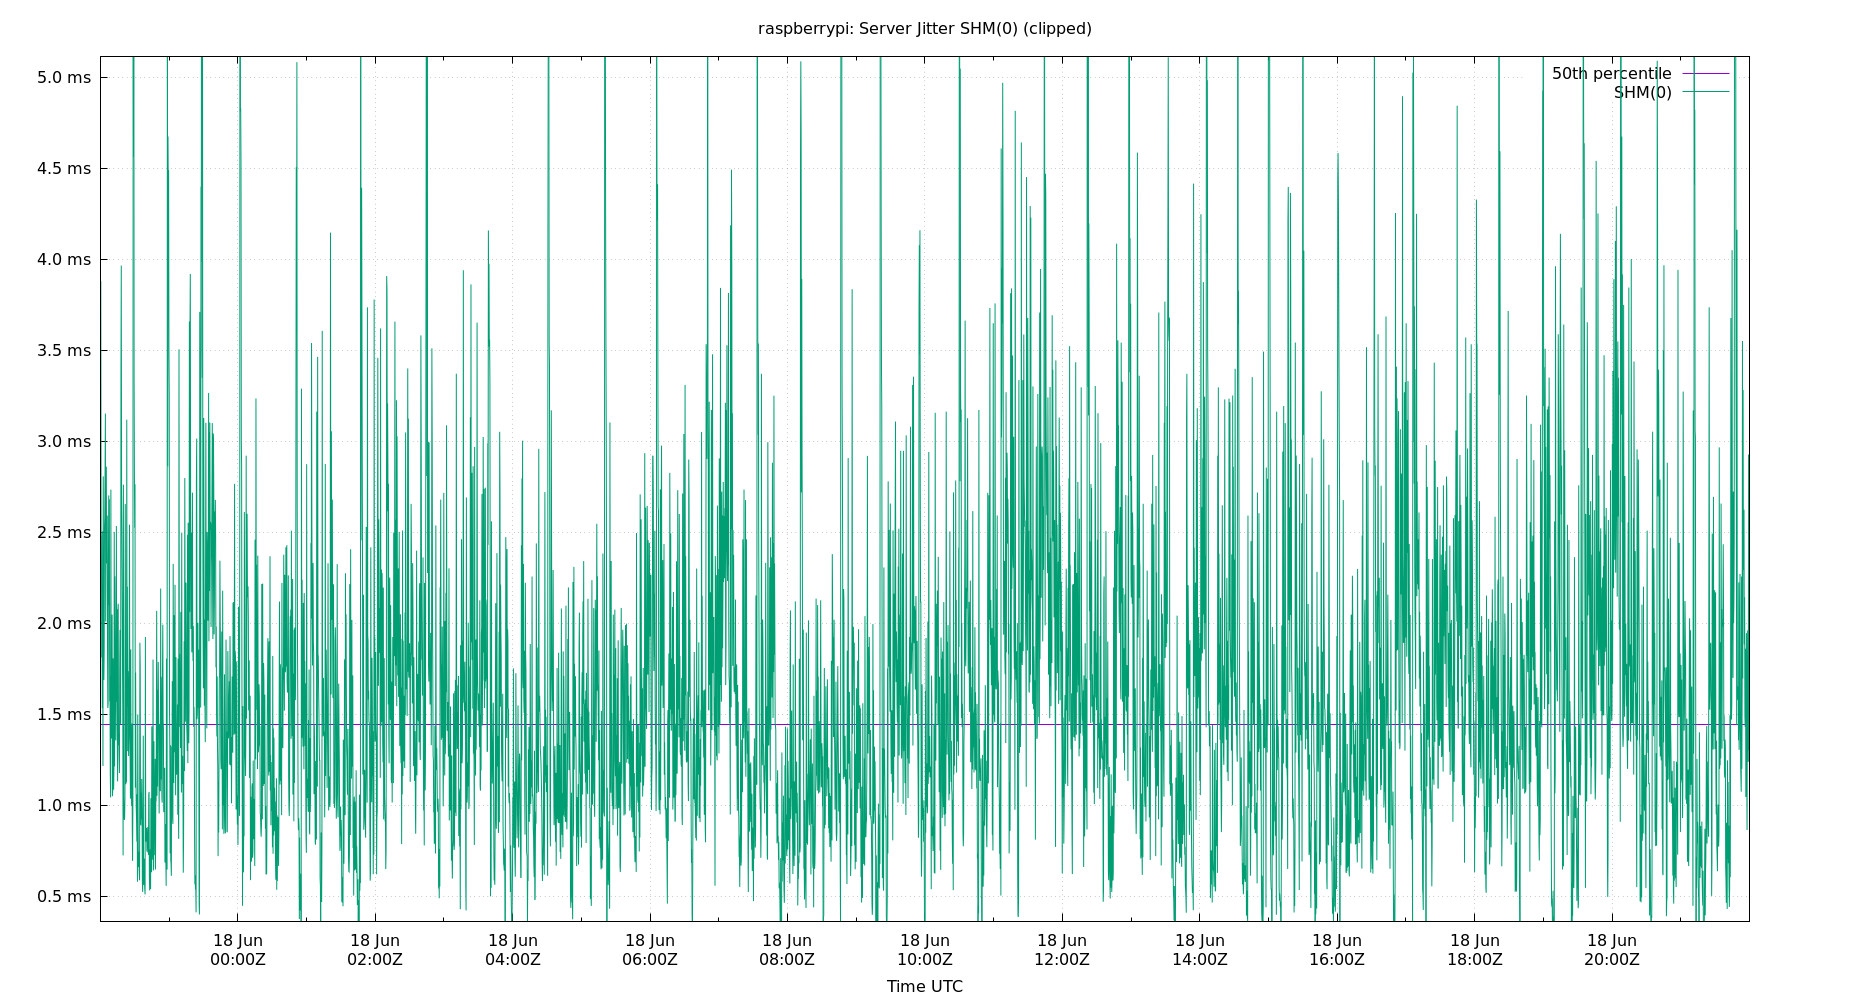 raspberrypi: Server Jitter SHM(0) (clipped)
50th percentile
SHM(0)
5.0 ms
4.5 ms
4.0 ms
3.5 ms
3.0 ms
2.5 ms
2.0 ms
1.5 ms
1.0 ms
0.5 ms
18 Jun 18 Jun 18 Jun 18 Jun 18 Jun 18 Jun 18 Jun 18 Jun 18 Jun 18 Jun 18 Jun
00:00Z 02:00Z 04:00Z 06:00Z 08:00Z 10:00Z 12:00Z 14:00Z 16:00Z 18:00Z 20:00Z
Time UTC